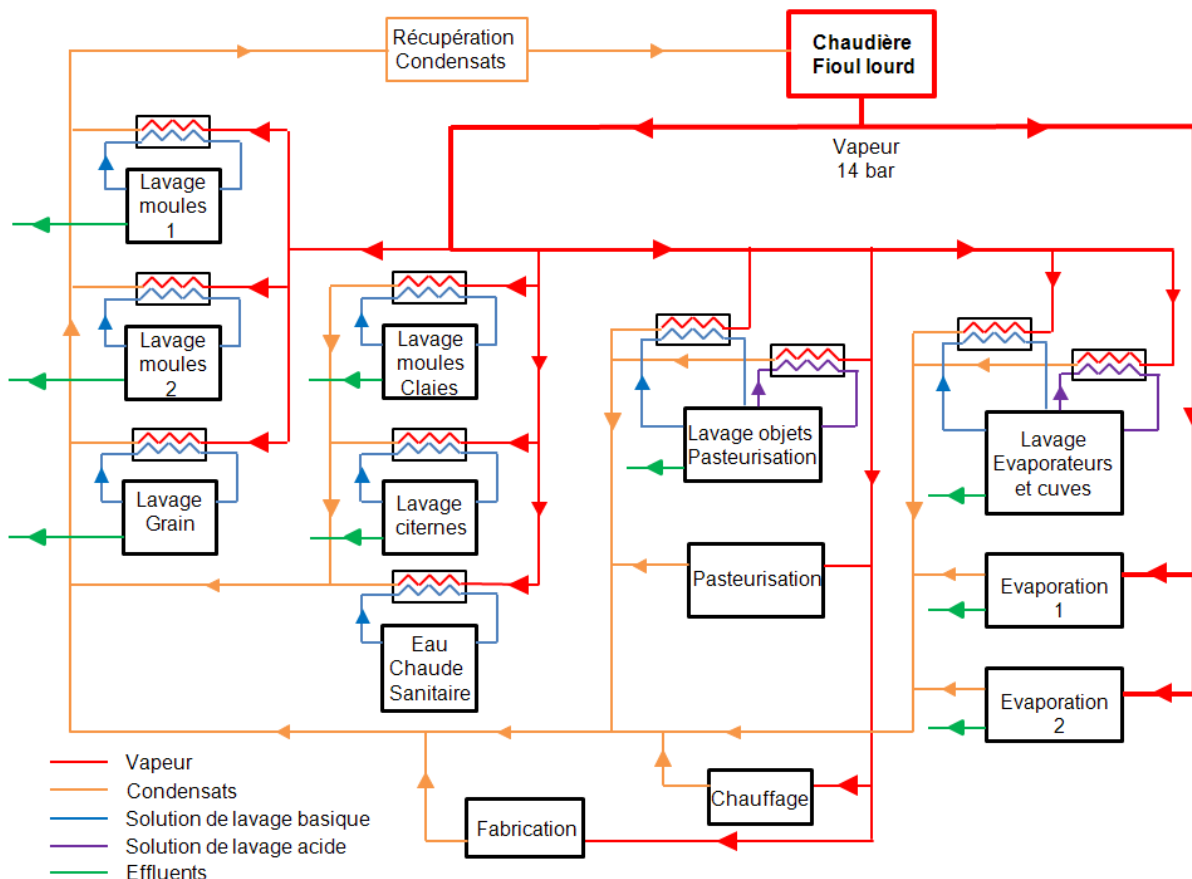 Récupération
Condensats
Chaudière
Fioul lourd
Vapeur
14 bar
Lavage
moules
1
Lavage
moules
2
Lavage
moules
Claies
Lavage objets
Pasteurisation
Lavage
Evaporateurs
et cuves
Lavage
Grain
Lavage
citernes
Pasteurisation
Evaporation
1
Eau
Chaude
Sanitaire
Evaporation
2
Chauffage
Fabrication
Vapeur
Condensats
Solution de lavage basique
Solution de lavage acide
Effluents